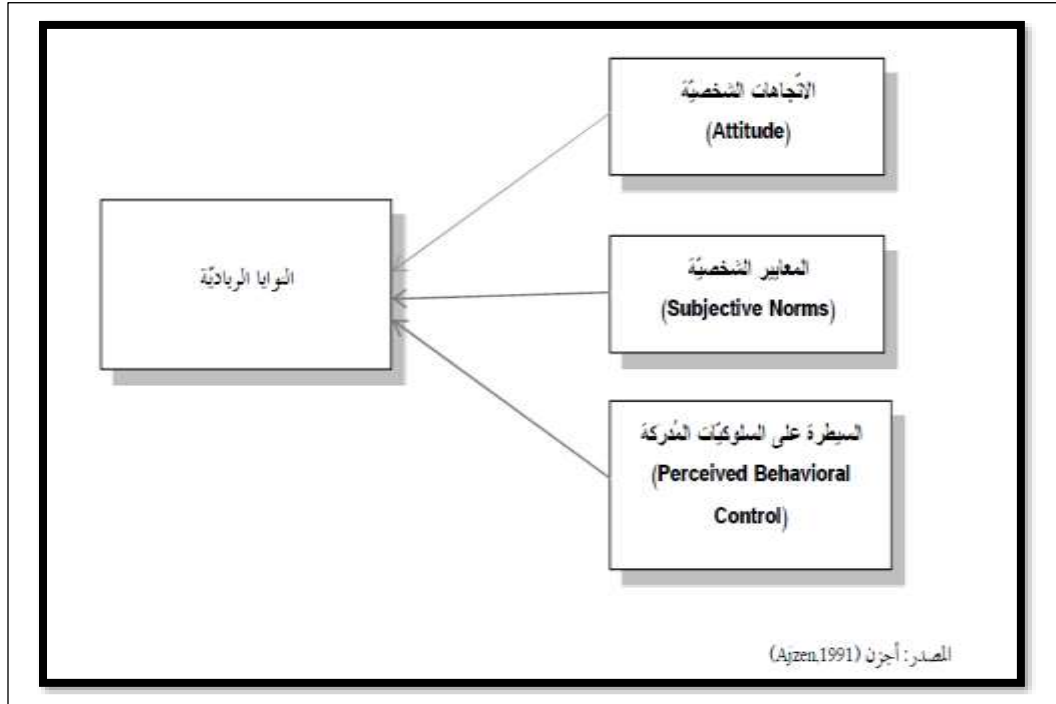 الاتّجاهات الشخصيّة
(Attitude)
المعايير الشخصيّة
(Subjective Norms)
النوايا الرياديّة
السيطرة على السلوكيّات المُدركة
(Perceived Behavioral
Control)
المصدر: أجزن (Ajzen,1991)